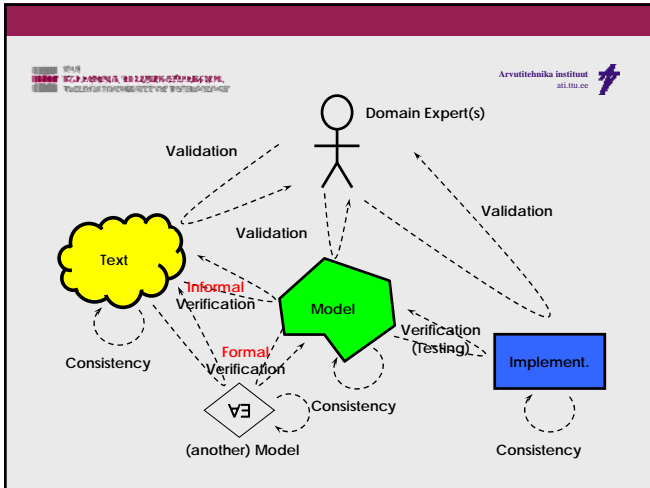 Arvutitehnika instituut
ati.ttu.ee
Domain Expert(s)
Validation
Validation
Validation
Text
Informal
Verification
Model
Verification
(Testing)
Implement.
Consistency
Formal
Verification
Consistency
(another) Model
Consistency